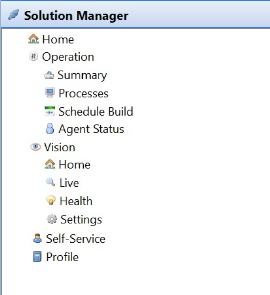 Solution Manager
Home
Operation
Summary
Processes
Schedule Build
Agent Status
Vision
Home
Live
Health
Settings
Self-Service
Profile